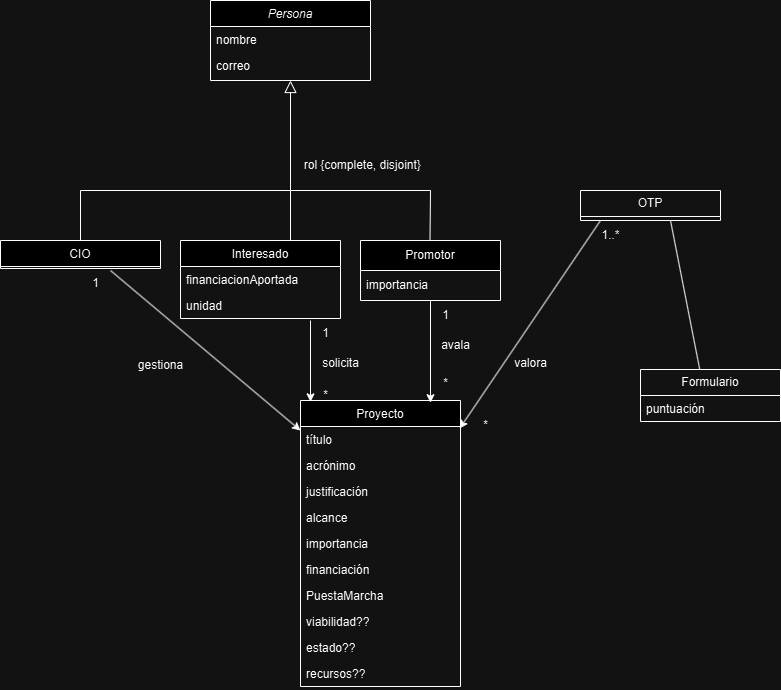 Persona
nombre
correo
rol {complete, disjoint}
OTP
1..*
CIO
Interesado
Promotor
financiacionAportada
importancia
1
unidad
1
1
avala
gestiona
solicita
valora
*
*
*
Proyecto
Formulario
puntuación
título
acrónimo
justificación
alcance
importancia
financiación
PuestaMarcha
viabilidad??
estado??
recursos??